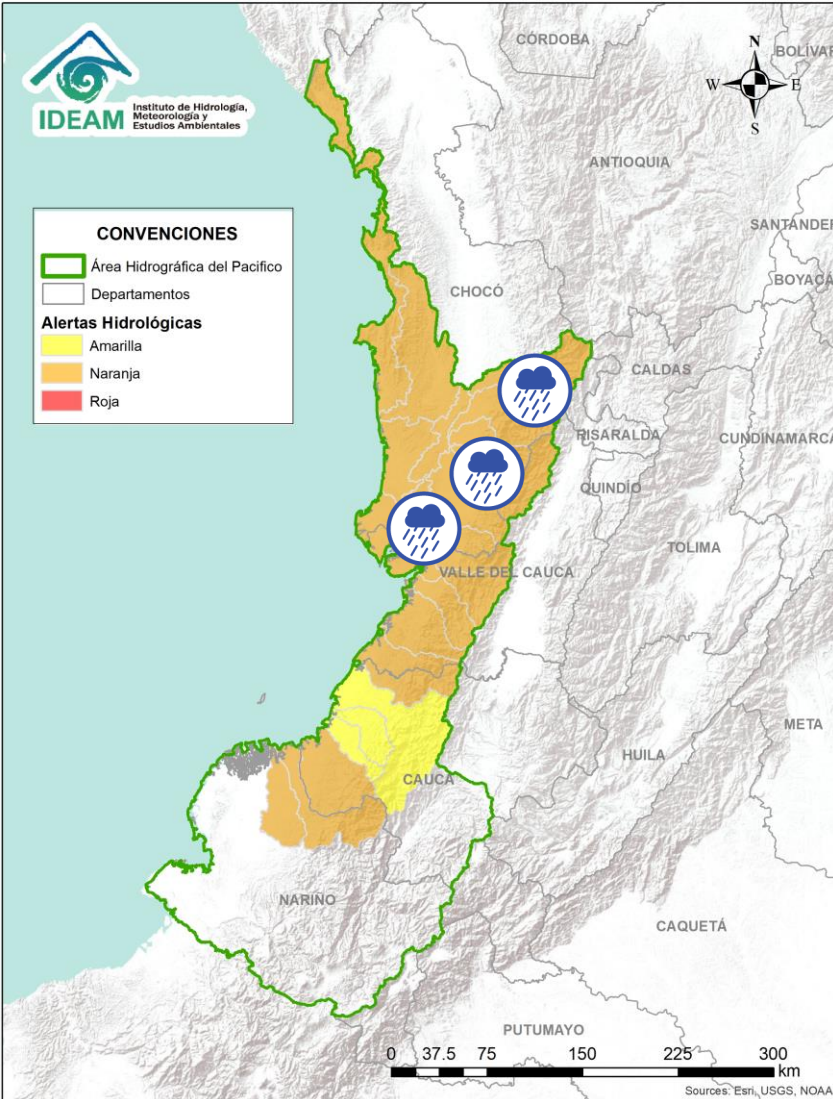 IDEAM
Instituto de Hidrología,
Meteorología y
Estudios Ambientales
N
W
E
S
CÓRDOBA
BOLÍVAR
ANTIOQUIA
SANTANDER
BOYACÁ
CHOCÓ
CONVENCIONES
Área Hidrográfica del Pacifico
Departamentos
Alertas Hidrológicas
Amarilla
Naranja
Roja
CALDAS
RISARALDA
CUNDINAMARCA
QUINDÍO
TOLIMA
VALLE DEL CAUCA
META
HUILA
CAUCA
NARIÑO
CAQUETÁ
PUTUMAYO
0 37.5 75 150 225 300
km
Sources: Esri, USGS, NOAA